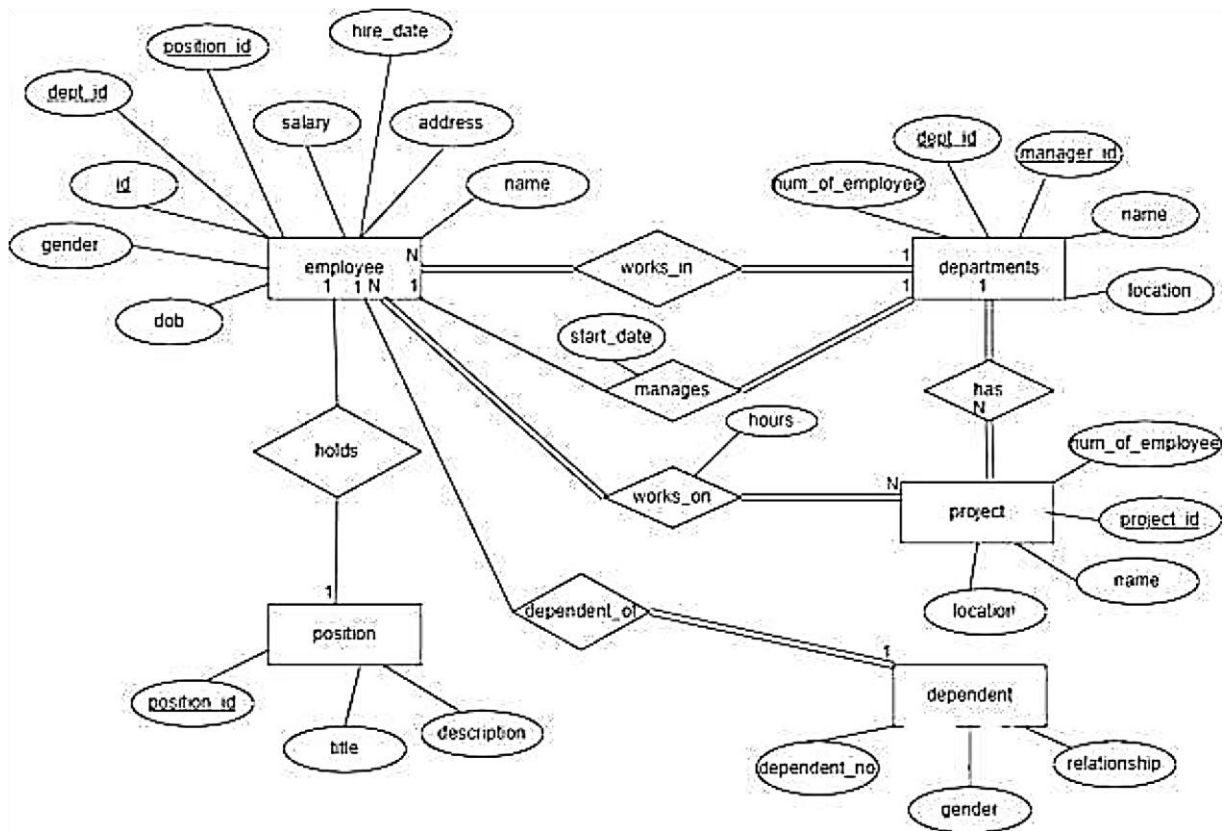 hire_date
position_id
dept_id
salary
address
dept_id
manager_id
id
name
num_of_employee
name
gender
employee
N
works_in
1
departments
1
1
N
1
1
1
location
dob
start_date
manages
has
N
hours
holds
num_of_employee
N
works_on
project
project_id
name
1
dependent_of
location
position
1
dependent
position_id
description
title
dependent_no
relationship
gender